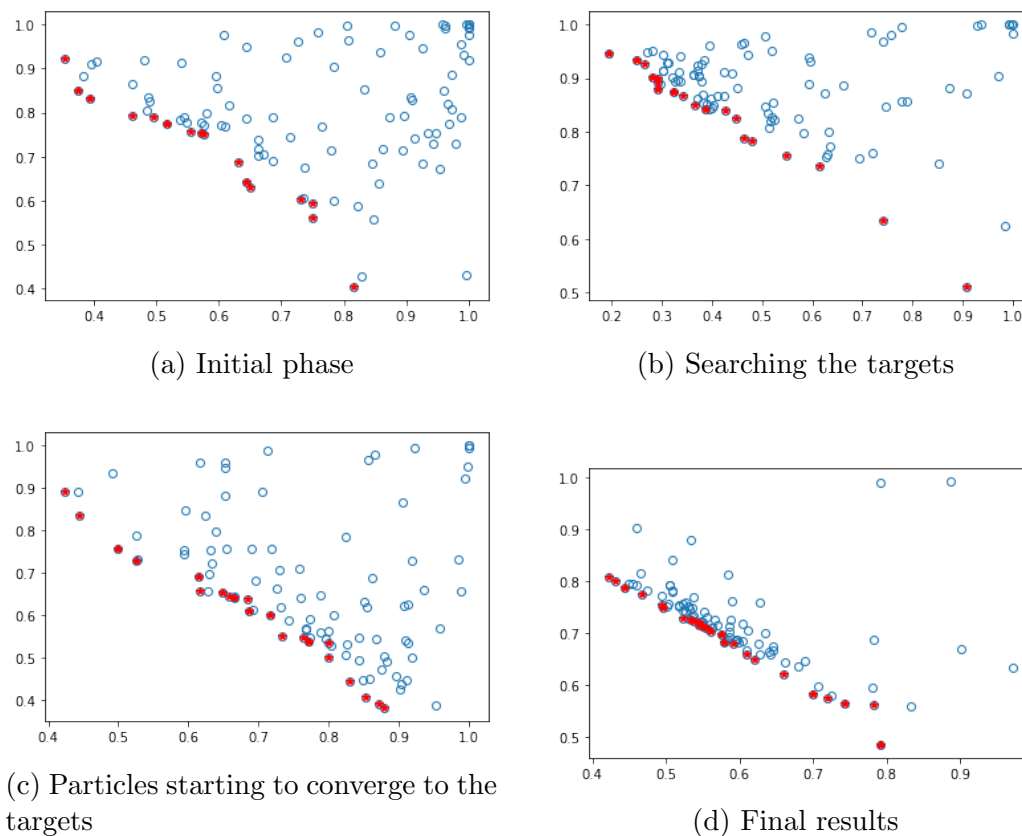 1.0
0.9
0.8
0.7
0.6
0.5
0.4
0.4 0.5 0.6 0.7 0.8 0.9 1.0
(a) Initial phase
1.0
0.9
0.8
0.7
0.6
0.5
0.2 0.3 0.4 0.5 0.6 0.7 0.8 0.9 1.0
(b) Searching the targets
1.0
0.9
0.8
0.7
0.6
0.5
0.4
0.4 0.5 0.6 0.7 0.8 0.9 1.0
(c) Particles starting to converge to the
targets
1.0
0.9
0.8
0.7
0.6
0.5
0.4 0.5 0.6 0.7 0.8 0.9
(d) Final results